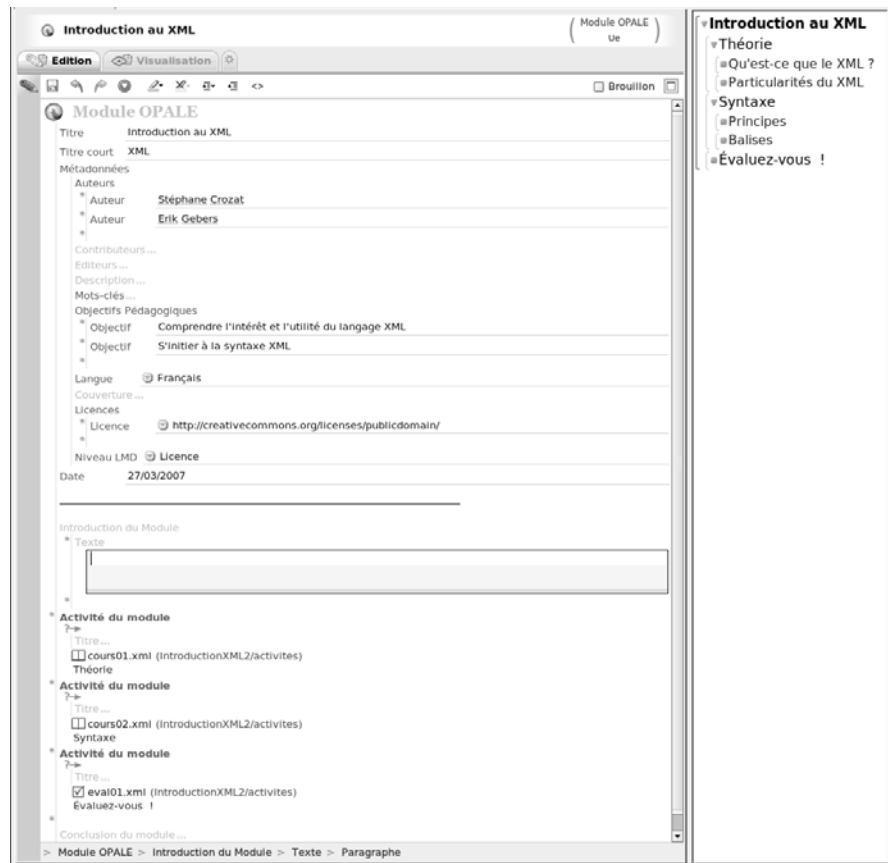 Introduction au XML
Module OPALE
Ue
Edition
Visualisation
Brouillon
Module OPALE
Titre Introduction au XML
Titre court XML
Métadonnées
Auteurs
* Auteur Stéphane Crozat
* Auteur Erik Gebers
*
Contributeurs...
Editeurs...
Description...
Mots-clés...
Objectifs Pédagogiques
* Objectif Comprendre l'intérêt et l'utilité du langage XML
* Objectif S'initier à la syntaxe XML
*
Langue Français
Couverture...
Licences
* Licence http://creativecommons.org/licenses/publicdomain/
*
Niveau LMD Licence
Date 27/03/2007
Introduction du Module
* Texte
*
* Activité du module
?
Titre...
cours01.xml (IntroductionXML2/activites)
Théorie
* Activité du module
?
Titre...
cours02.xml (IntroductionXML2/activites)
Syntaxe
* Activité du module
?
Titre...
eval01.xml (IntroductionXML2/activites)
Évaluez-vous !
*
Conclusion du module...
> Module OPALE > Introduction du Module > Texte > Paragraphe
Introduction au XML
Théorie
Qu'est-ce que le XML ?
Particularités du XML
Syntaxe
Principes
Balises
Évaluez-vous !